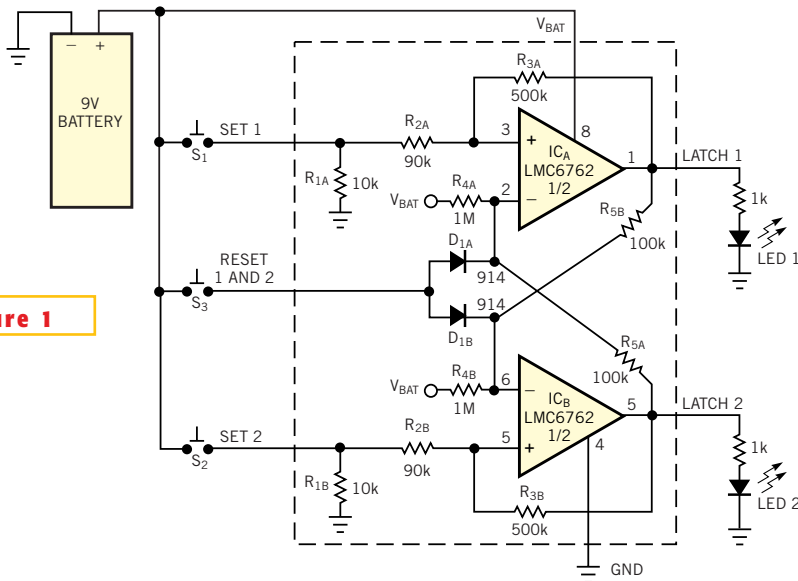 V_BAT
− +
9V
BATTERY
S₁
SET 1
R₁A
10k
R₂A
90k
R₃A
500k
3
+
8
IC_A
LMC6762
1/2
1
LATCH 1
2
−
V_BAT
R₄A
1M
R₅B
100k
1k
LED 1
D₁A
914
RESET
1 AND 2
S₃
914
D₁B
ure 1
R₅A
100k
V_BAT
R₄B
1M
6
−
IC_B
LMC6762
1/2
5
LATCH 2
4
SET 2
S₂
R₂B
90k
5
+
R₁B
10k
R₃B
500k
1k
LED 2
GND